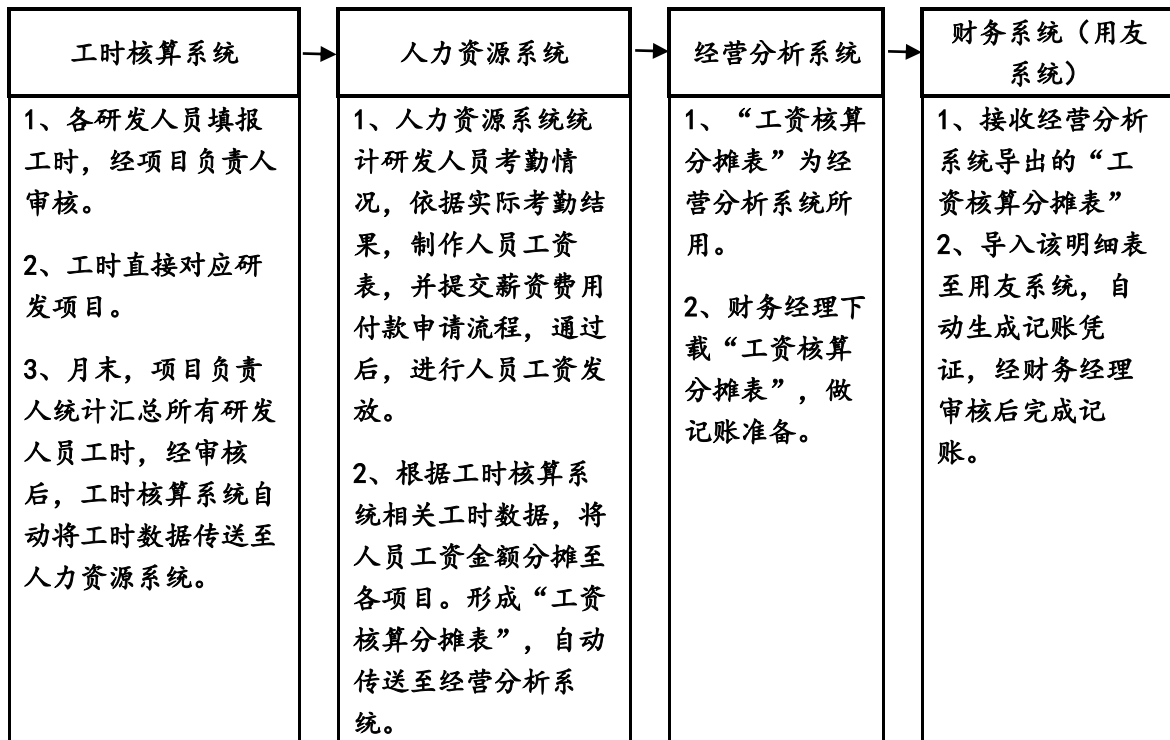 工时核算系统
1、各研发人员填报
工时，经项目负责人
审核。
2、工时直接对应研
发项目。
3、月末，项目负责
人统计汇总所有研发
人员工时，经审核
后，工时核算系统自
动将工时数据传送至
人力资源系统。
人力资源系统
1、人力资源系统统
计研发人员考勤情
况，依据实际考勤结
果，制作人员工资
表，并提交薪资费用
付款申请流程，通过
后，进行人员工资发
放。
2、根据工时核算系
统相关工时数据，将
人员工资金额分摊至
各项目。形成“工资
核算分摊表”，自动
传送至经营分析系
统。
经营分析系统
1、“工资核算
分摊表”为经
营分析系统所
用。
2、财务经理下
载“工资核算
分摊表”，做
记账准备。
财务系统（用友
系统）
1、接收经营分析
系统导出的“工
资核算分摊表”
2、导入该明细表
至用友系统，自
动生成记账凭
证，经财务经理
审核后完成记
账。